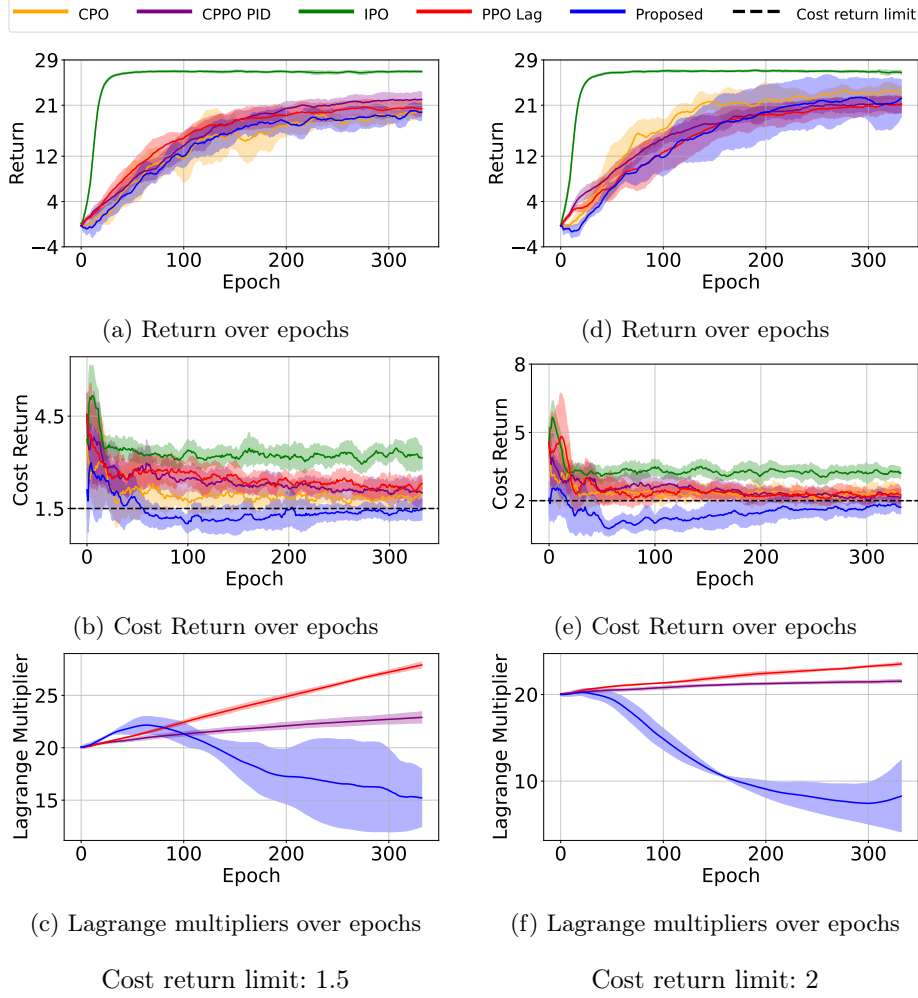 CPO CPPO PID IPO PPO Lag Proposed Cost return limit
29
21
12
4
−4
Return
0 100 200 300
Epoch
(a) Return over epochs
29
21
12
4
−4
Return
0 100 200 300
Epoch
(d) Return over epochs
4.5
1.5
Cost Return
0 100 200 300
Epoch
(b) Cost Return over epochs
8
5
2
Cost Return
0 100 200 300
Epoch
(e) Cost Return over epochs
25
20
15
Lagrange Multiplier
0 100 200 300
Epoch
(c) Lagrange multipliers over epochs
20
10
Lagrange Multiplier
0 100 200 300
Epoch
(f) Lagrange multipliers over epochs
Cost return limit: 1.5
Cost return limit: 2